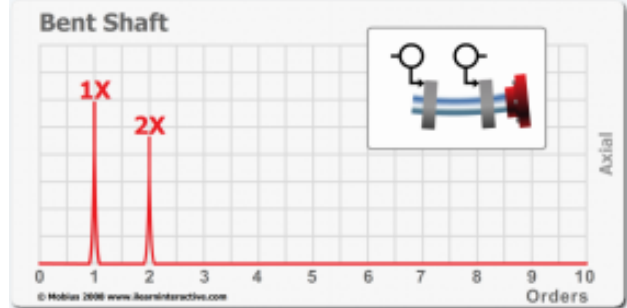 Bent Shaft
1X
2X
Axial
0 1 2 3 4 5 6 7 8 9 10
© Mobius 2008 www.ilearninteractive.com
Orders